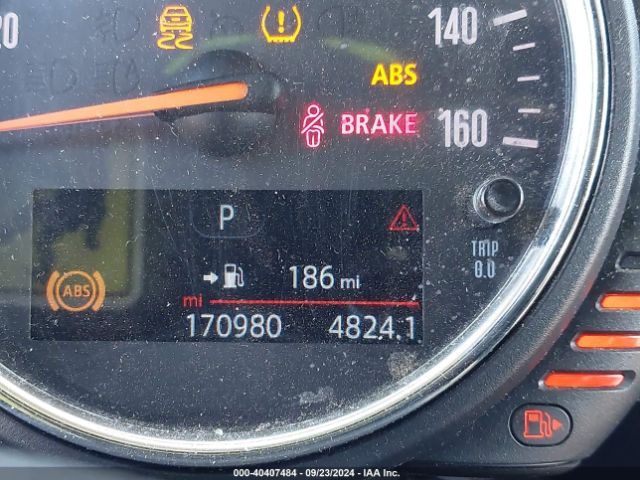 20
140
ABS
BRAKE
160
P
TRIP
0.0
186 mi
mi
ABS
170980 4824.1
000-40407484 - 09/23/2024 - IAA Inc.